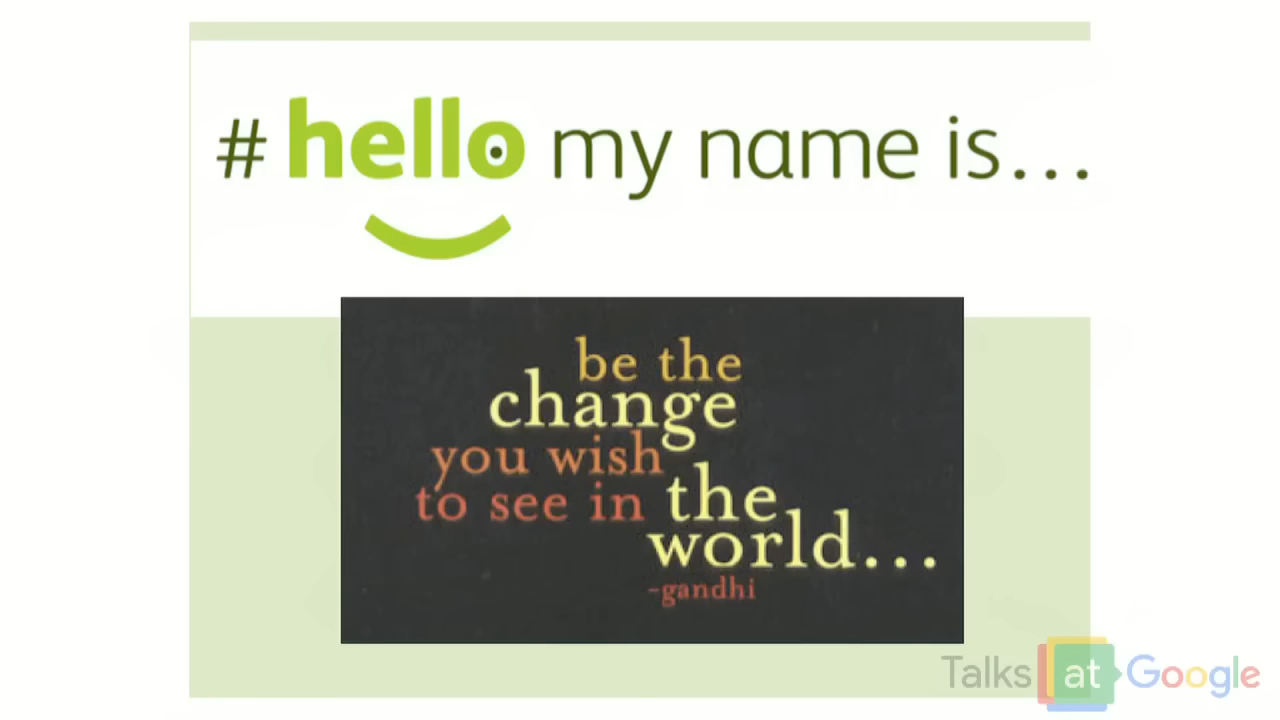 # hello my name is...
be the
change
you wish
to see in the
world...
-gandhi
Talks at Google